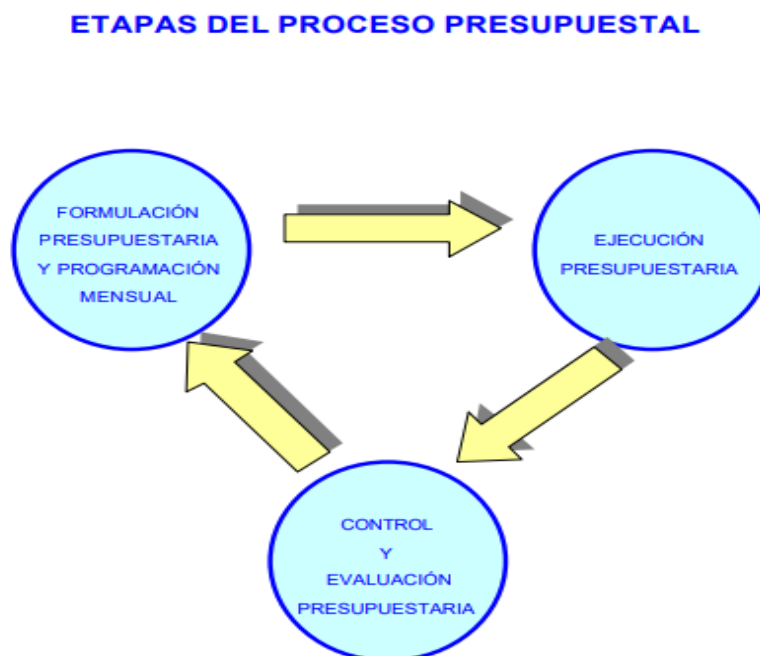 ETAPAS DEL PROCESO PRESUPUESTAL
FORMULACIÓN
PRESUPUESTARIA
Y PROGRAMACIÓN
MENSUAL
EJECUCIÓN
PRESUPUESTARIA
CONTROL
Y
EVALUACIÓN
PRESUPUESTARIA